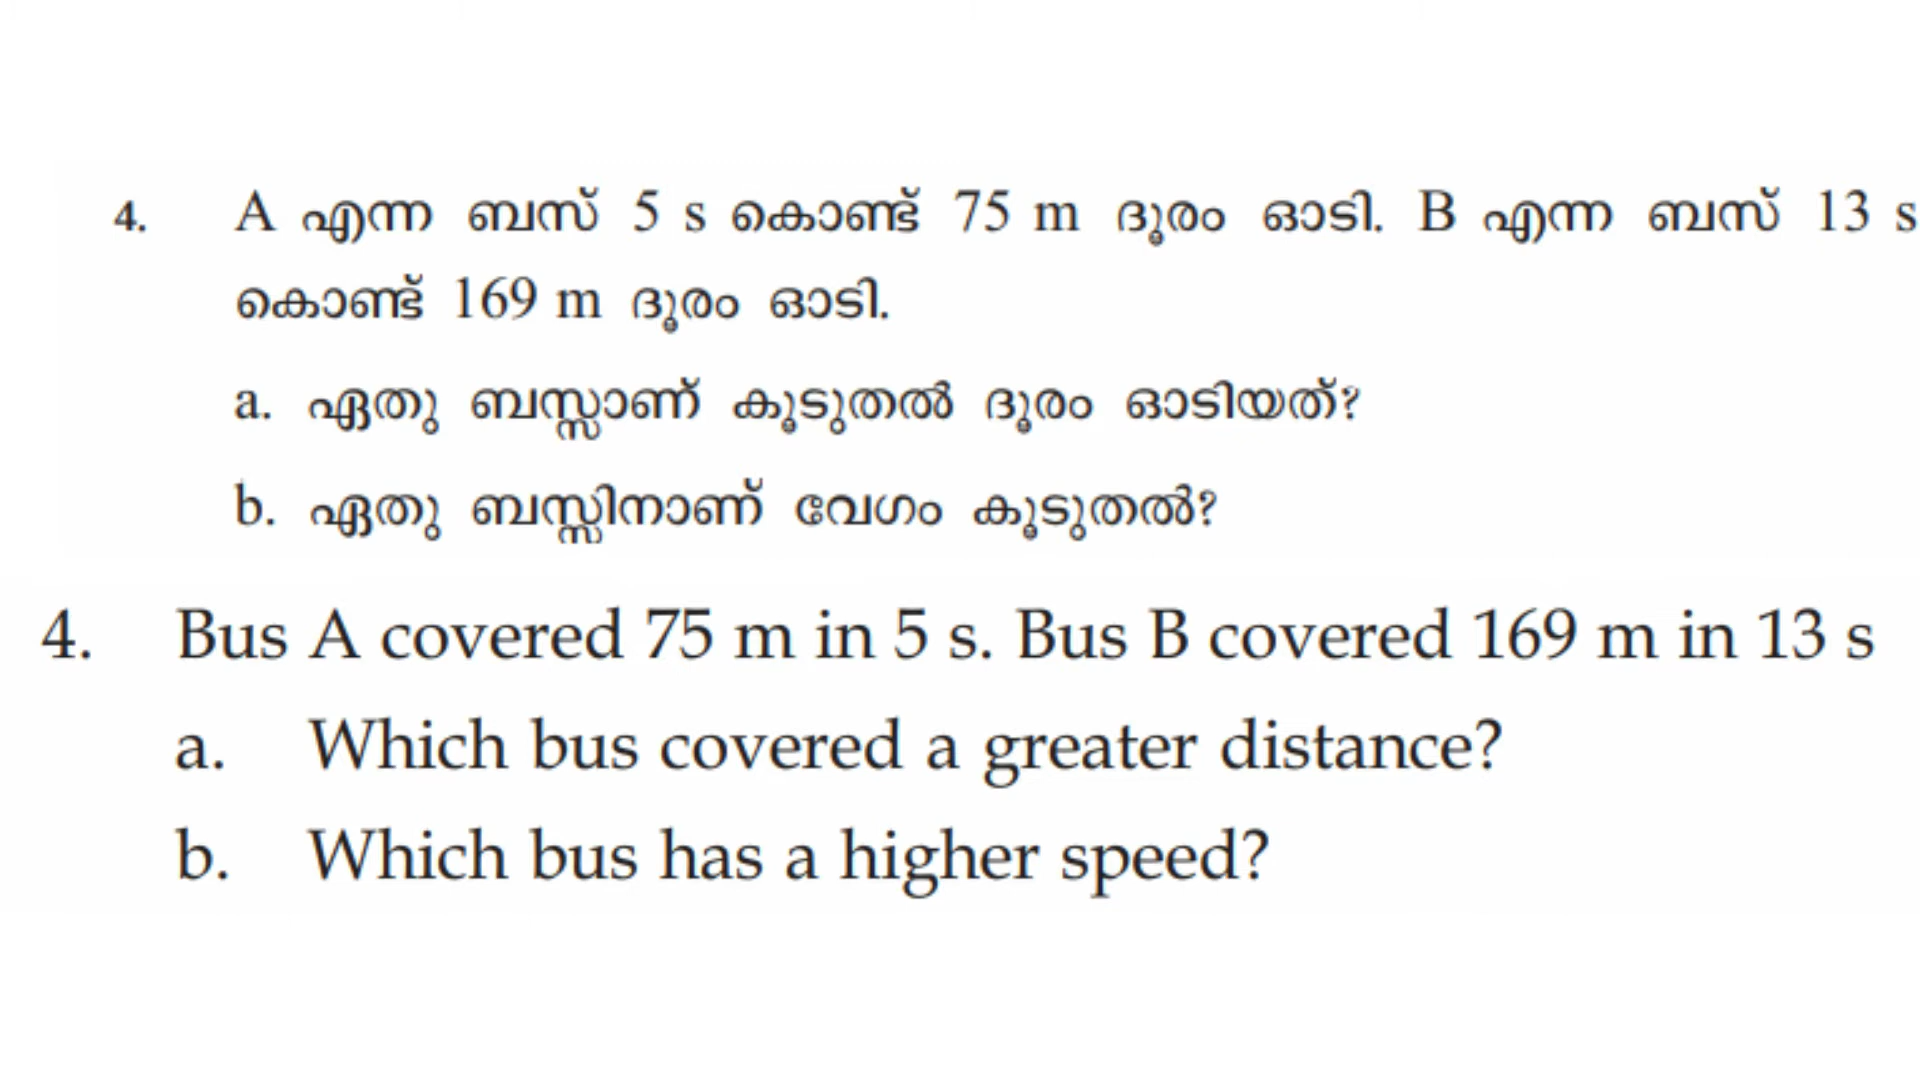 4. A എന്ന ബസ് 5 s കൊണ്ട് 75 m ദൂരം ഓടി. B എന്ന ബസ് 13 s
കൊണ്ട് 169 m ദൂരം ഓടി.
a. ഏതു ബസ്സാണ് കൂടുതൽ ദൂരം ഓടിയത്?
b. ഏതു ബസ്സിനാണ് വേഗം കൂടുതൽ?
4. Bus A covered 75 m in 5 s. Bus B covered 169 m in 13 s
a. Which bus covered a greater distance?
b. Which bus has a higher speed?